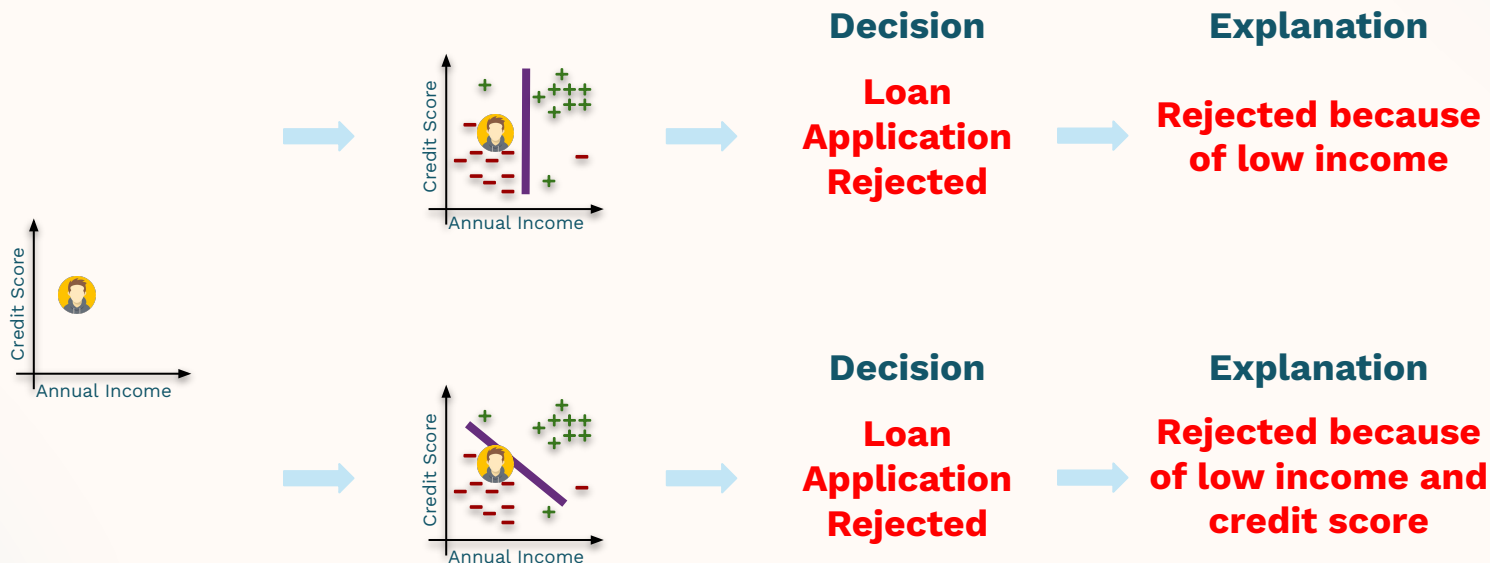 Credit Score
Annual Income
Credit Score
Annual Income
Decision
Loan
Application
Rejected
Explanation
Rejected because
of low income
Credit Score
Annual Income
Decision
Loan
Application
Rejected
Explanation
Rejected because
of low income and
credit score